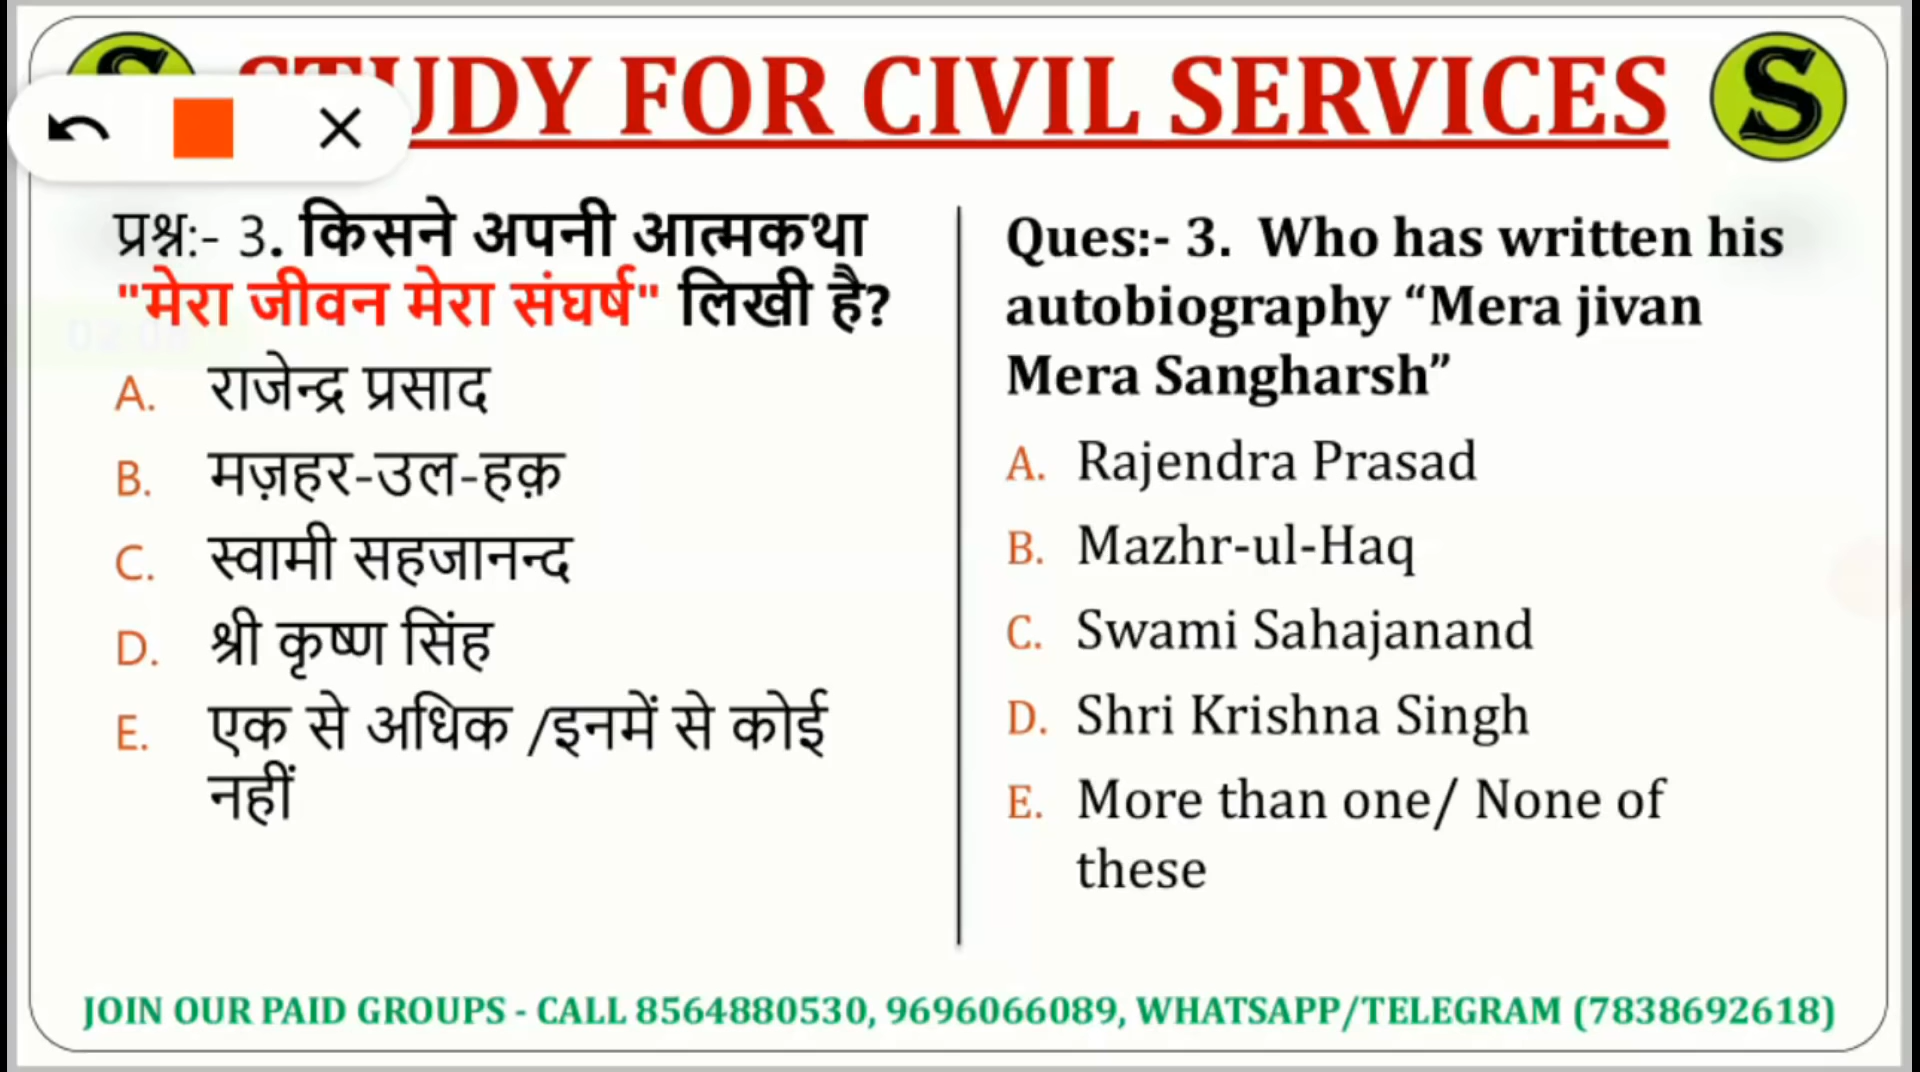 STUDY FOR CIVIL SERVICES
S
प्रश्न:- 3. किसने अपनी आत्मकथा
"मेरा जीवन मेरा संघर्ष" लिखी है?
A. राजेन्द्र प्रसाद
B. मज़हर-उल-हक़
C. स्वामी सहजानन्द
D. श्री कृष्ण सिंह
E. एक से अधिक /इनमें से कोई
नहीं
Ques:- 3. Who has written his
autobiography “Mera jivan
Mera Sangharsh”
A. Rajendra Prasad
B. Mazhr-ul-Haq
C. Swami Sahajanand
D. Shri Krishna Singh
E. More than one/ None of
these
JOIN OUR PAID GROUPS - CALL 8564880530, 9696066089, WHATSAPP/TELEGRAM (7838692618)